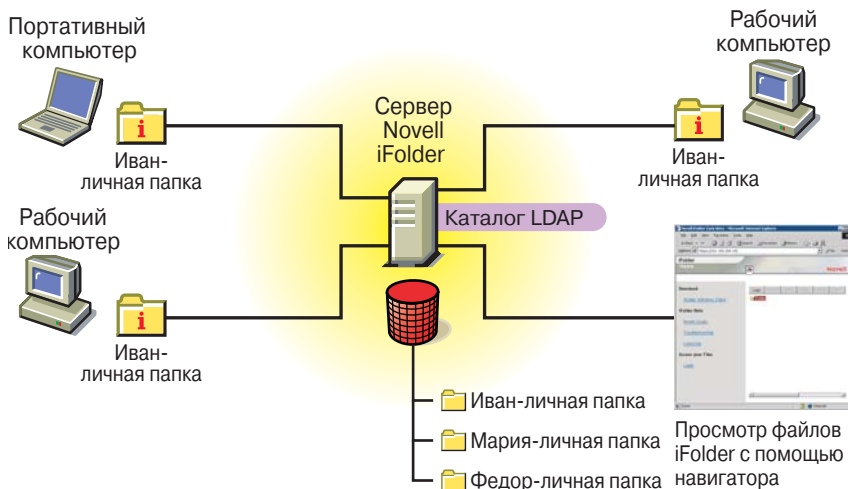 Портативный
компьютер
i
Иван-
личная папка
Рабочий
компьютер
i
Иван-
личная папка
Сервер
Novell
iFolder
Каталог LDAP
Рабочий
компьютер
i
Иван-
личная папка
Иван-личная папка
Мария-личная папка
Федор-личная папка
Просмотр файлов
iFolder с помощью
навигатора